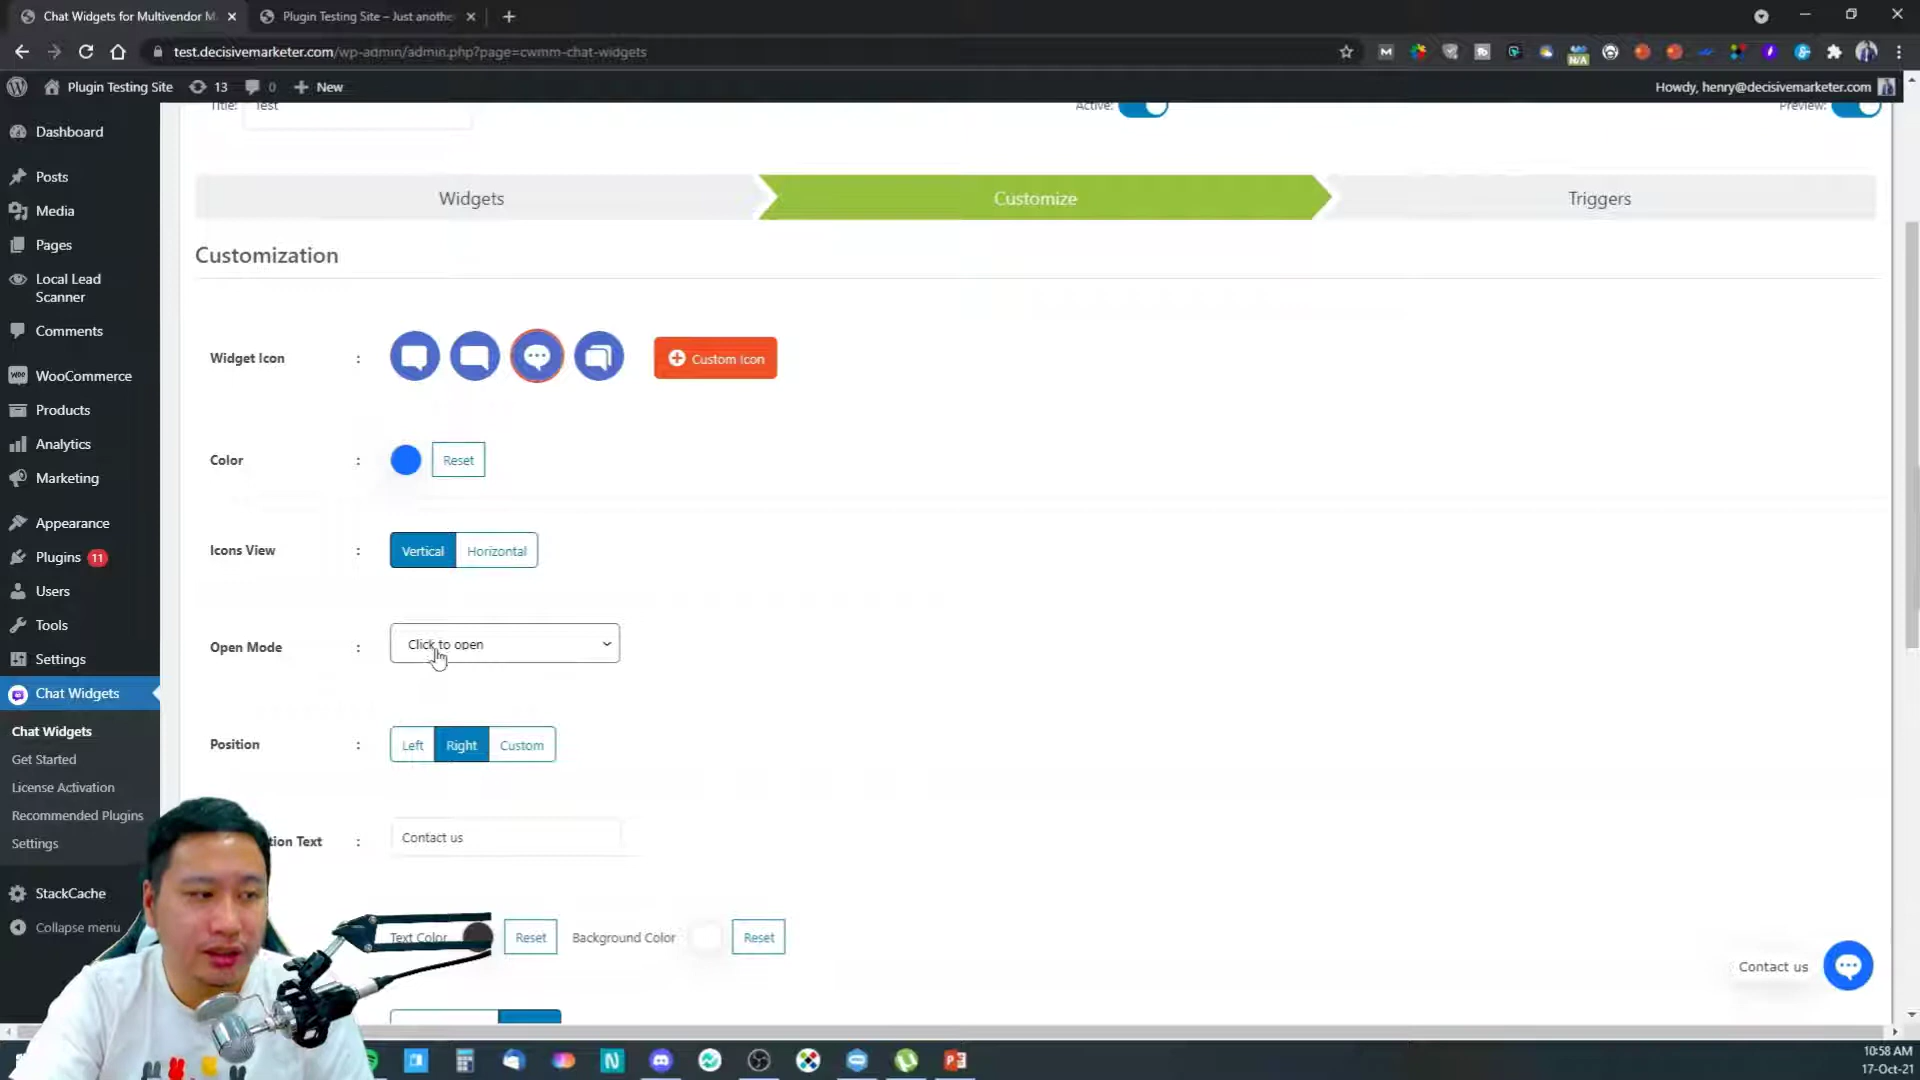 Chat Widgets for Multivendor M
Plugin Testing Site – Just anothe
test.decisivemarketer.com/wp-admin/admin.php?page=cwmm-chat-widgets
N/A
Plugin Testing Site 13 0 New
Howdy, henry@decisivemarketer.com
Title: Test
Active:
Preview:
Dashboard
Posts
Media
Pages
Local Lead
Scanner
Comments
WooCommerce
Products
Analytics
Marketing
Appearance
Plugins 11
Users
Tools
Settings
Chat Widgets
Chat Widgets
Get Started
License Activation
Recommended Plugins
Settings
StackCache
Collapse menu
Widgets
Customize
Triggers
Customization
Widget Icon :
Custom Icon
Color :
Reset
Icons View :
Vertical Horizontal
Open Mode :
Click to open
Position :
Left Right Custom
Text :
Contact us
Text Color Reset Background Color Reset
Contact us
10:58 AM
17-Oct-21